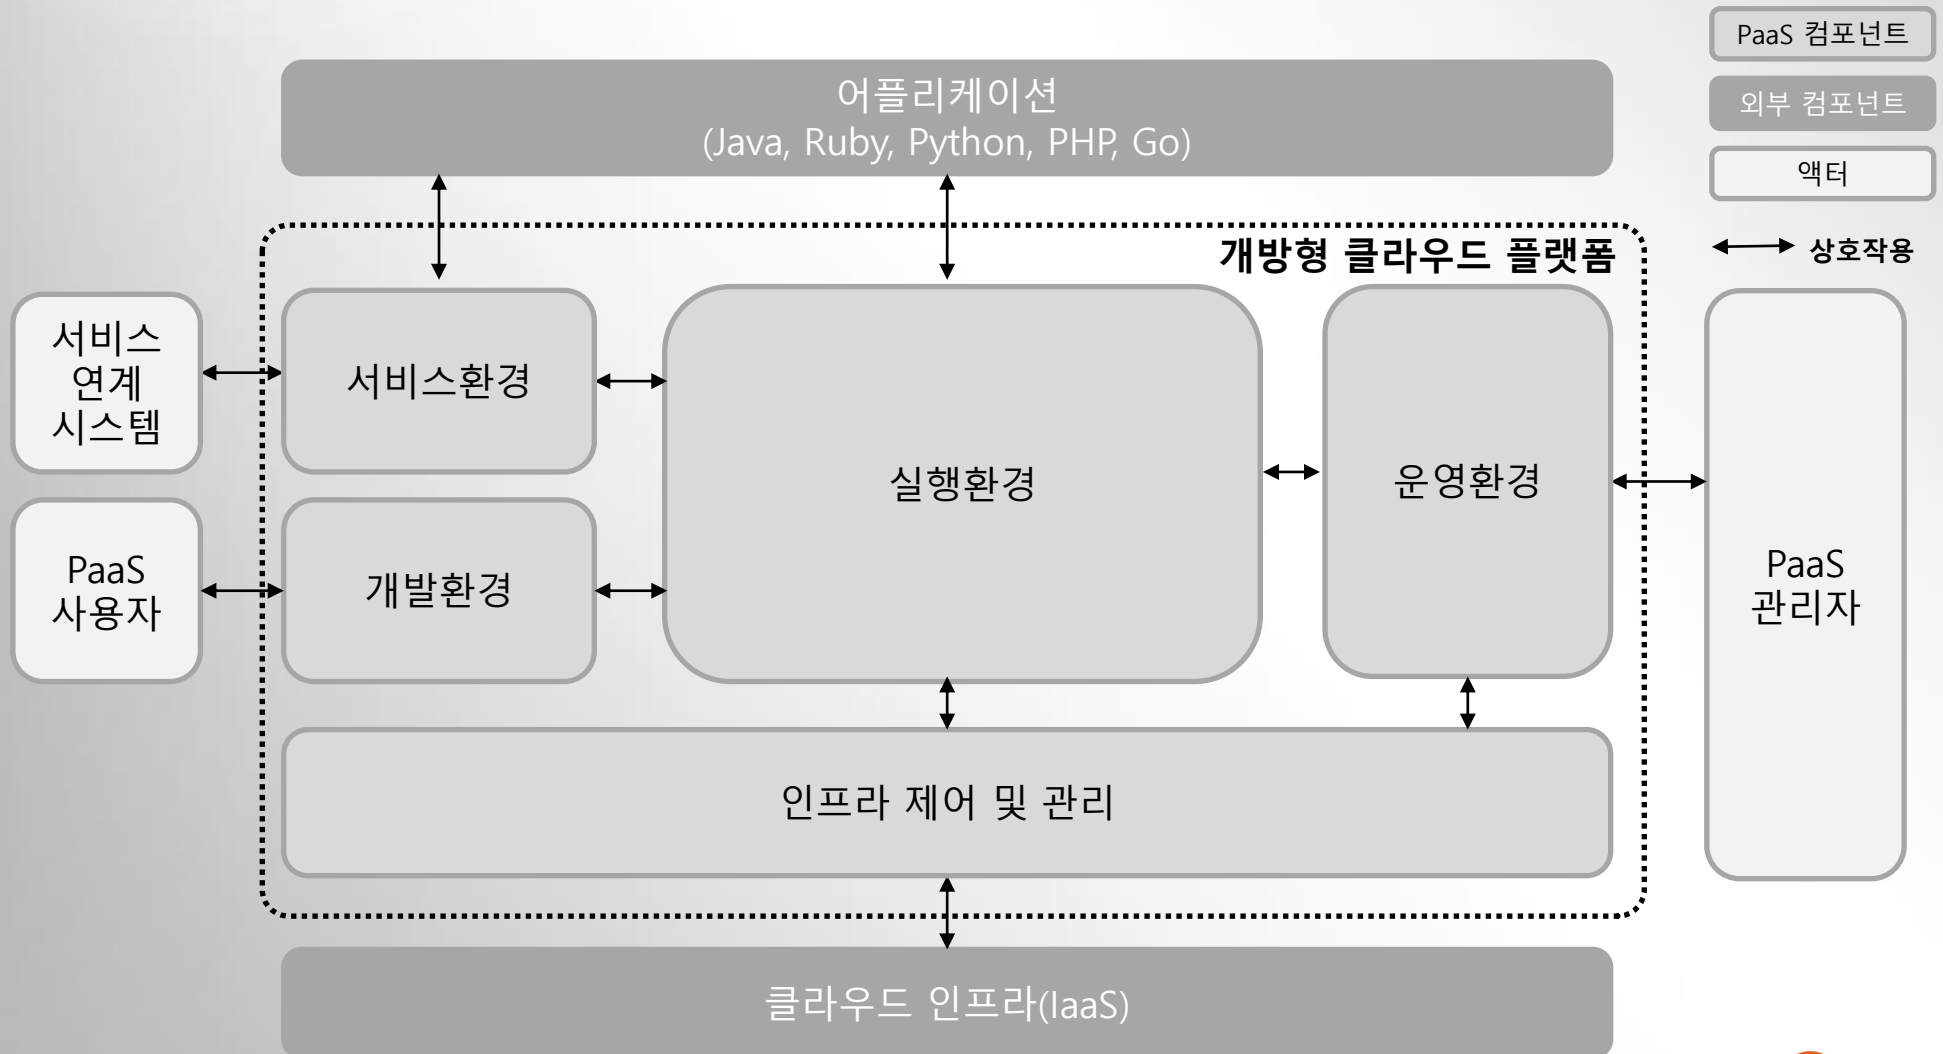 PaaS 컴포넌트
외부 컴포넌트
액터
상호작용
어플리케이션
(Java, Ruby, Python, PHP, Go)
개방형 클라우드 플랫폼
서비스
연계
시스템
서비스환경
실행환경
운영환경
PaaS
사용자
개발환경
PaaS
관리자
인프라 제어 및 관리
클라우드 인프라(IaaS)